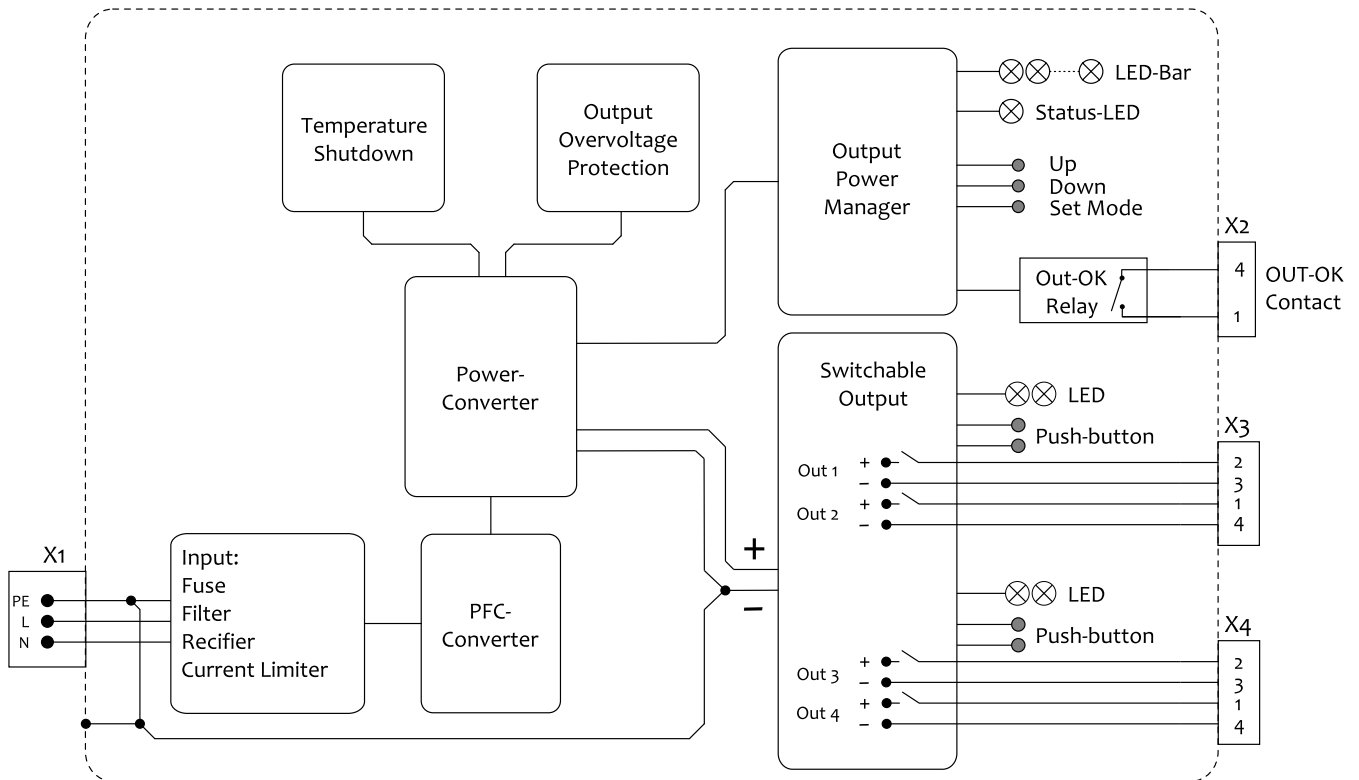 Temperature
Shutdown
Output
Overvoltage
Protection
Output
Power
Manager
LED-Bar
Status-LED
Up
Down
Set Mode
X2
Out-OK
Relay
4
1
OUT-OK
Contact
Power-
Converter
Switchable
Output
LED
Push-button
X3
Out 1
+
2
−
3
Out 2
+
1
−
4
X1
PE
L
N
Input:
Fuse
Filter
Recifier
Current Limiter
PFC-
Converter
+
−
LED
Push-button
X4
Out 3
+
2
−
3
Out 4
+
1
−
4